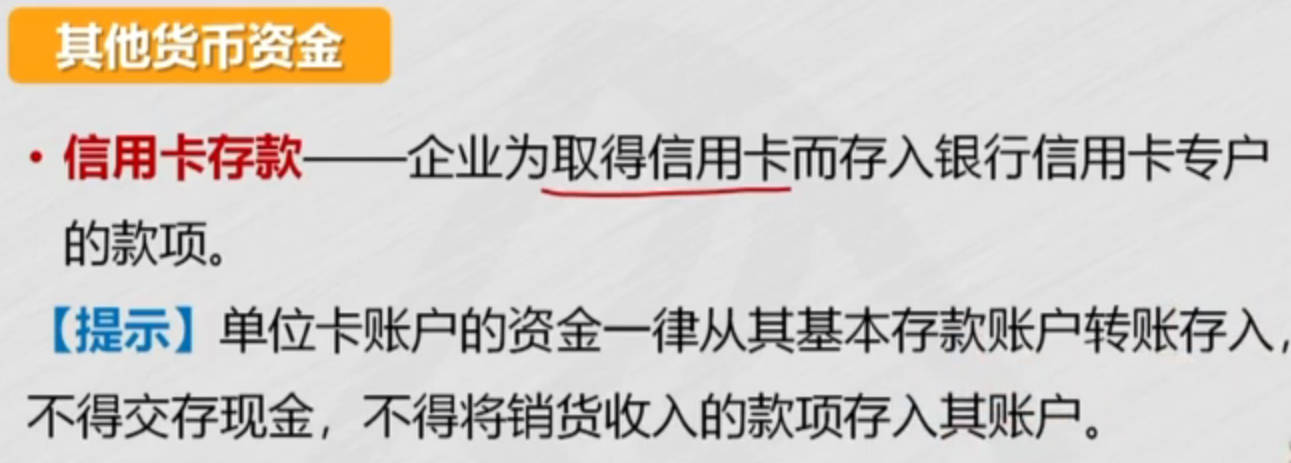 其他货币资金
• 信用卡存款——企业为取得信用卡而存入银行信用卡专户
的款项。
【提示】单位卡账户的资金一律从其基本存款账户转账存入,
不得交存现金，不得将销货收入的款项存入其账户。